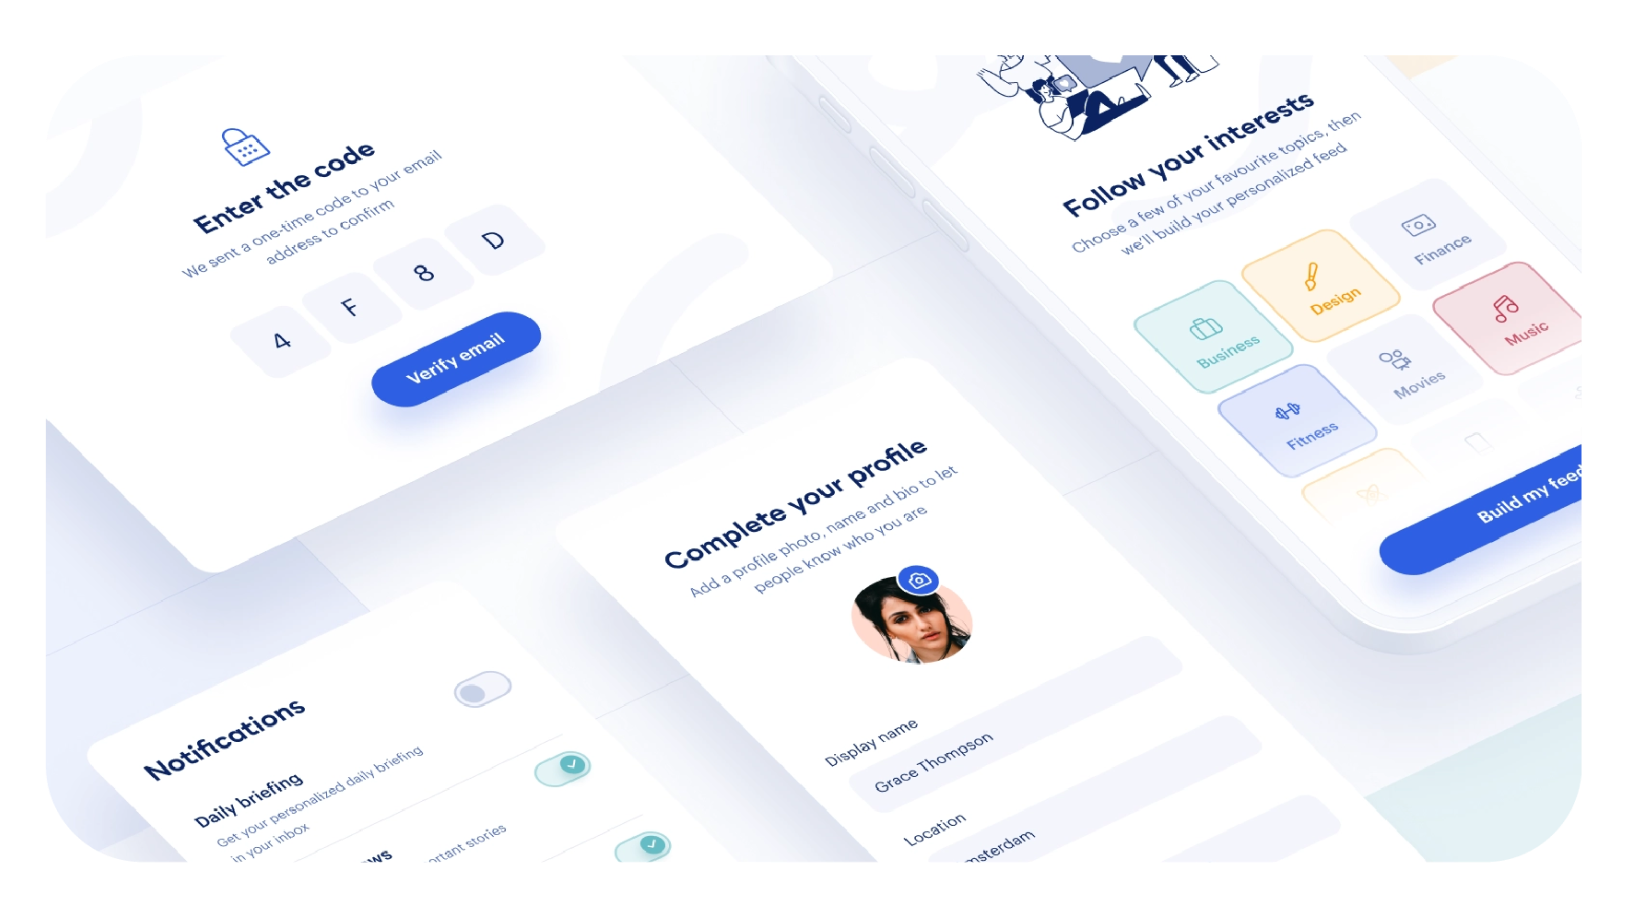 Enter the code
We sent a one-time code to your email
address to confirm
4 F 8 D
Verify email
Follow your interests
Choose a few of your favourite topics, then
we'll build your personalized feed
Business
Design
Finance
Fitness
Movies
Music
Build my feed
Complete your profile
Add a profile photo, name and bio to let
people know who you are
Display name
Grace Thompson
Location
msterdam
Notifications
Daily briefing
Get your personalized daily briefing
in your inbox
ws
ortant stories